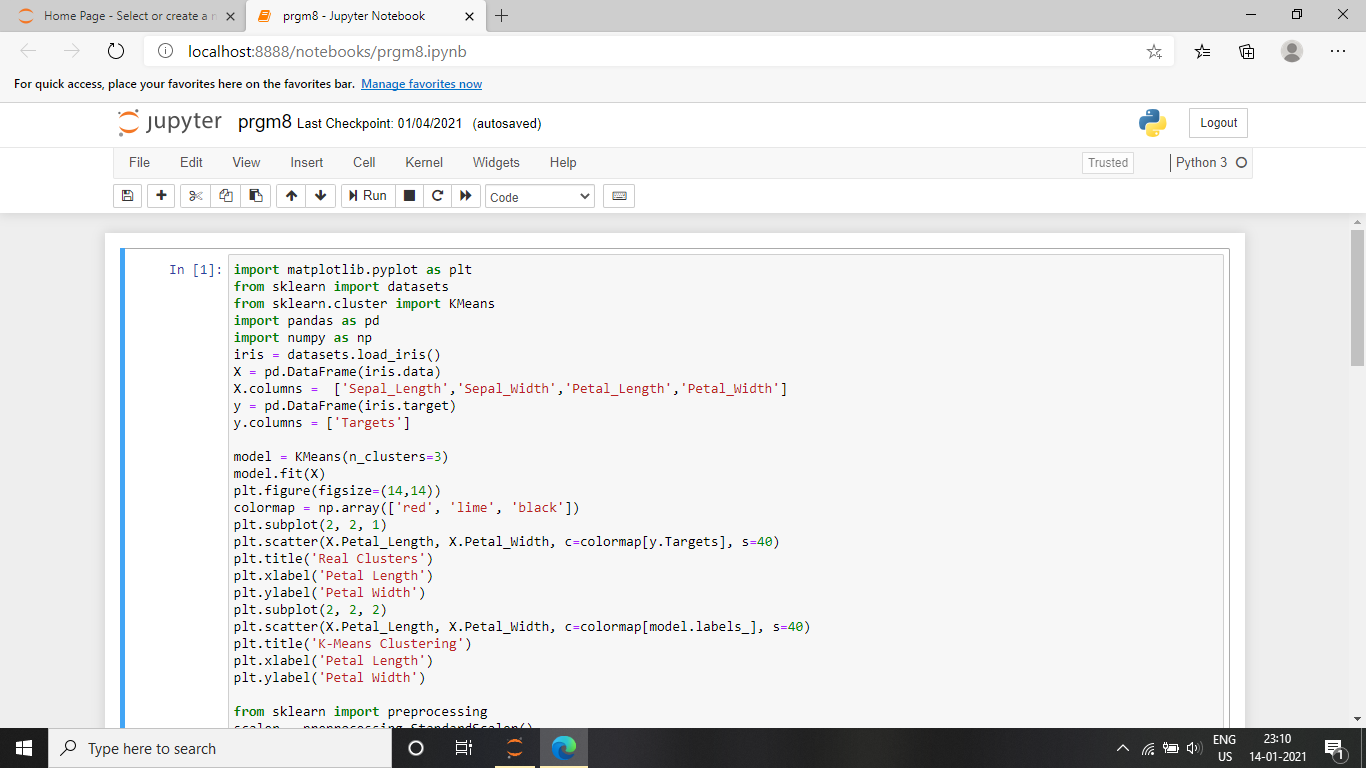 Home Page - Select or create a n
prgm8 - Jupyter Notebook
localhost:8888/notebooks/prgm8.ipynb
For quick access, place your favorites here on the favorites bar. Manage favorites now
jupyter prgm8 Last Checkpoint: 01/04/2021 (autosaved)
Logout
File Edit View Insert Cell Kernel Widgets Help
Trusted Python 3
Run Code
In [1]:
import matplotlib.pyplot as plt
from sklearn import datasets
from sklearn.cluster import KMeans
import pandas as pd
import numpy as np
iris = datasets.load_iris()
X = pd.DataFrame(iris.data)
X.columns =  ['Sepal_Length','Sepal_Width','Petal_Length','Petal_Width']
y = pd.DataFrame(iris.target)
y.columns = ['Targets']
model = KMeans(n_clusters=3)
model.fit(X)
plt.figure(figsize=(14,14))
colormap = np.array(['red', 'lime', 'black'])
plt.subplot(2, 2, 1)
plt.scatter(X.Petal_Length, X.Petal_Width, c=colormap[y.Targets], s=40)
plt.title('Real Clusters')
plt.xlabel('Petal Length')
plt.ylabel('Petal Width')
plt.subplot(2, 2, 2)
plt.scatter(X.Petal_Length, X.Petal_Width, c=colormap[model.labels_], s=40)
plt.title('K-Means Clustering')
plt.xlabel('Petal Length')
plt.ylabel('Petal Width')
from sklearn import preprocessing
scaler = preprocessing.StandardScaler()
Type here to search
ENG
US
23:10
14-01-2021
1